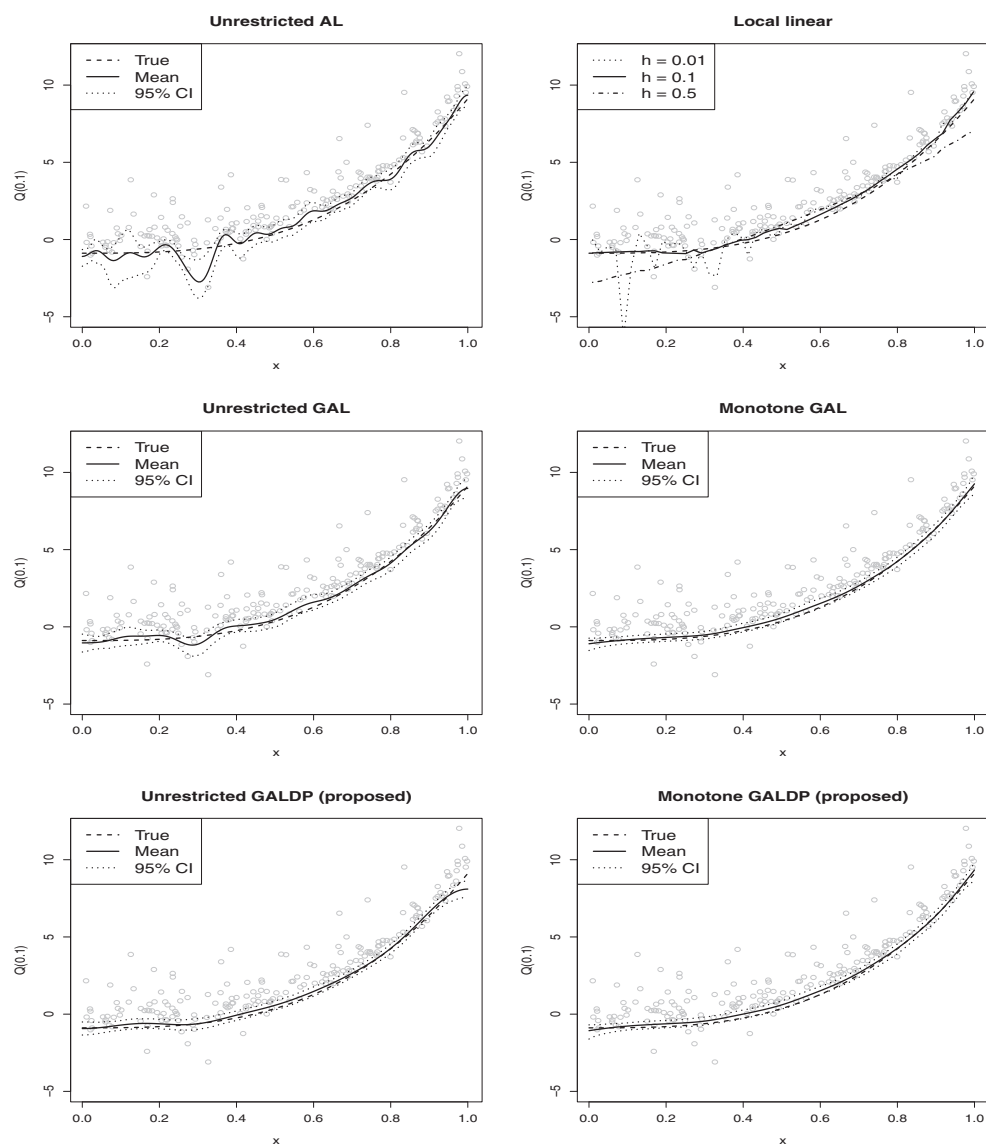 Unrestricted AL
True
Mean
95% CI
Q(0.1)
10
5
0
−5
0.0 0.2 0.4 0.6 0.8 1.0
x
Local linear
h = 0.01
h = 0.1
h = 0.5
Q(0.1)
10
5
0
−5
0.0 0.2 0.4 0.6 0.8 1.0
x
Unrestricted GAL
True
Mean
95% CI
Q(0.1)
10
5
0
−5
0.0 0.2 0.4 0.6 0.8 1.0
x
Monotone GAL
True
Mean
95% CI
Q(0.1)
10
5
0
−5
0.0 0.2 0.4 0.6 0.8 1.0
x
Unrestricted GALDP (proposed)
True
Mean
95% CI
Q(0.1)
10
5
0
−5
0.0 0.2 0.4 0.6 0.8 1.0
x
Monotone GALDP (proposed)
True
Mean
95% CI
Q(0.1)
10
5
0
−5
0.0 0.2 0.4 0.6 0.8 1.0
x